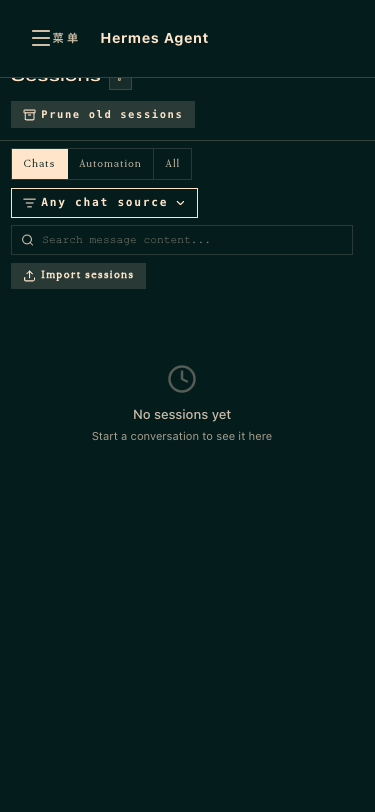 菜单 Hermes Agent
Sessions
Prune old sessions
Chats Automation All
Any chat source
Search message content...
Import sessions
No sessions yet
Start a conversation to see it here